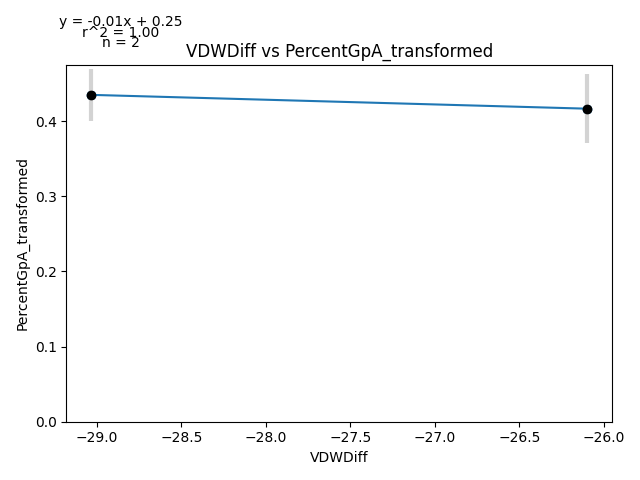 y = -0.01x + 0.25
r^2 = 1.00
n = 2
VDWDiff vs PercentGpA_transformed
PercentGpA_transformed
0.4
0.3
0.2
0.1
0.0
−29.0 −28.5 −28.0 −27.5 −27.0 −26.5 −26.0
VDWDiff